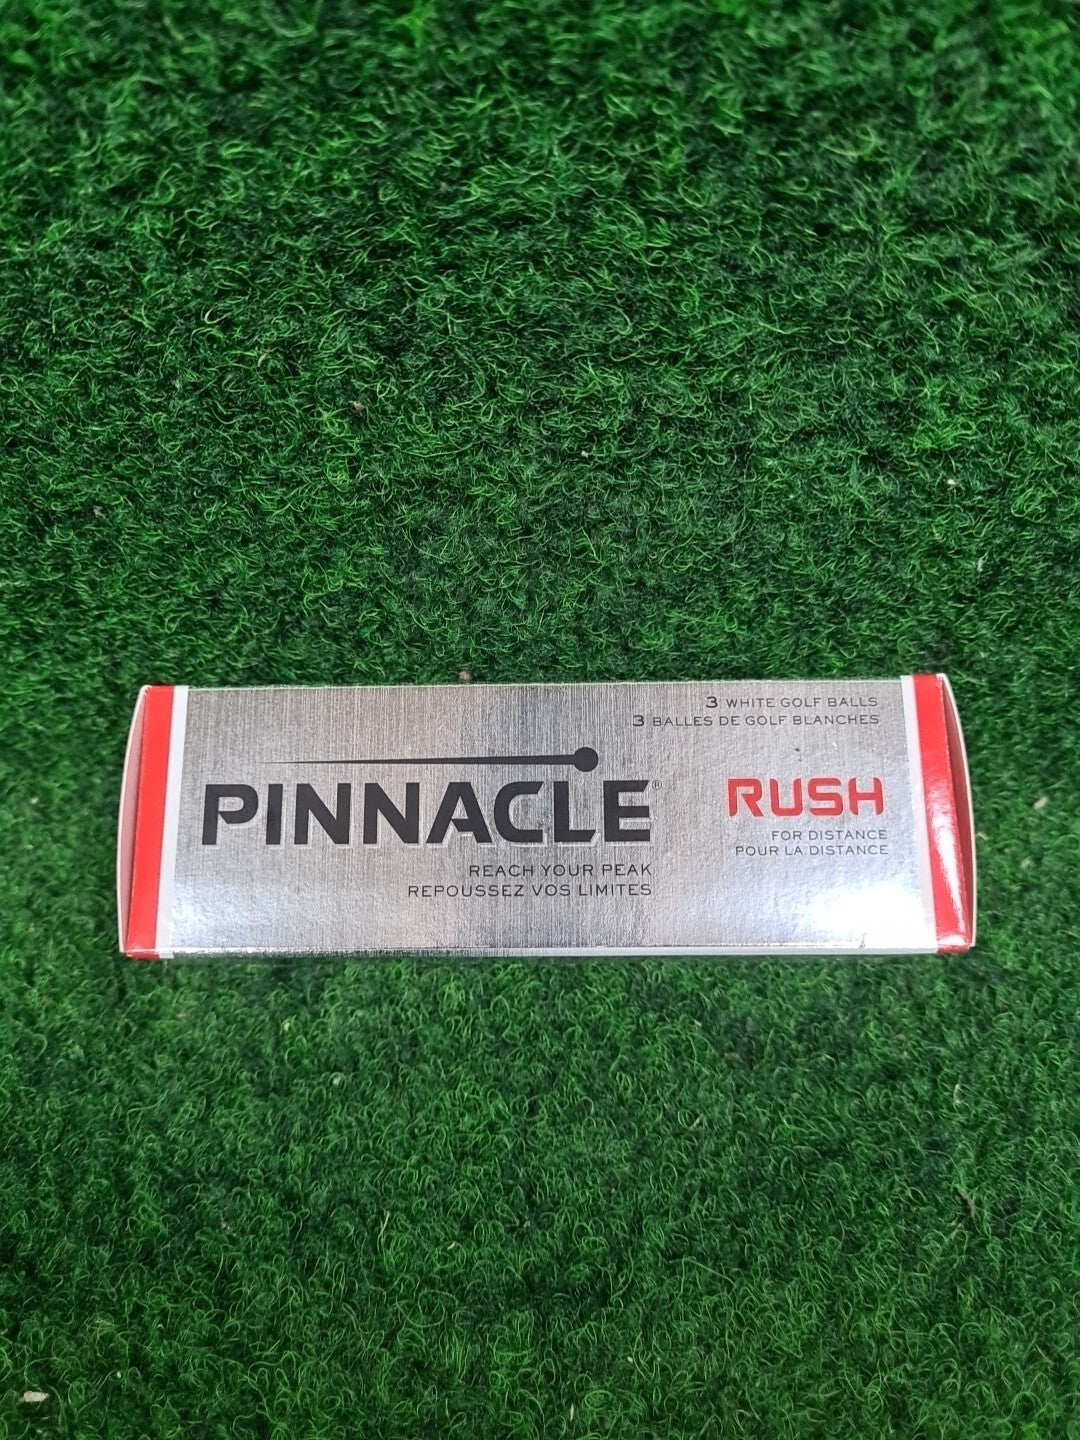 3 WHITE GOLF BALLS
3 BALLES DE GOLF BLANCHES
PINNACLE®
REACH YOUR PEAK
REPOUSSEZ VOS LIMITES
RUSH
FOR DISTANCE
POUR LA DISTANCE